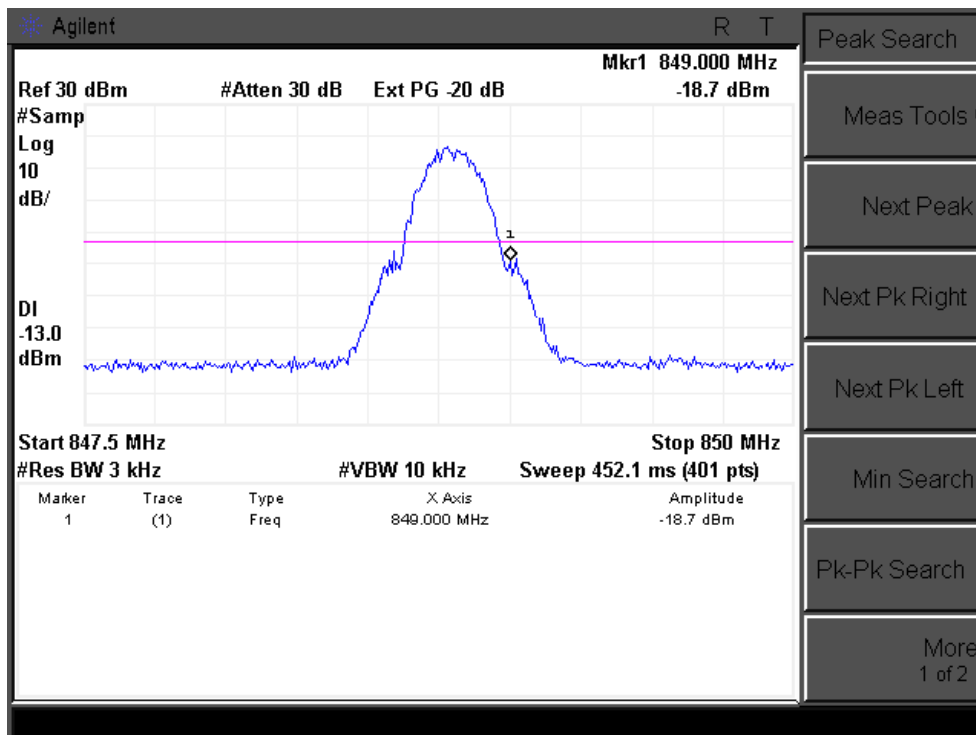 Agilent R T
Peak Search
Mkr1 849.000 MHz
Ref 30 dBm #Atten 30 dB Ext PG -20 dB -18.7 dBm
#Samp
Log
10
dB/
1
DI
-13.0
dBm
Start 847.5 MHz Stop 850 MHz
#Res BW 3 kHz #VBW 10 kHz Sweep 452.1 ms (401 pts)
Marker Trace Type X Axis Amplitude
1 (1) Freq 849.000 MHz -18.7 dBm
Meas Tools
Next Peak
Next Pk Right
Next Pk Left
Min Search
Pk-Pk Search
More
1 of 2